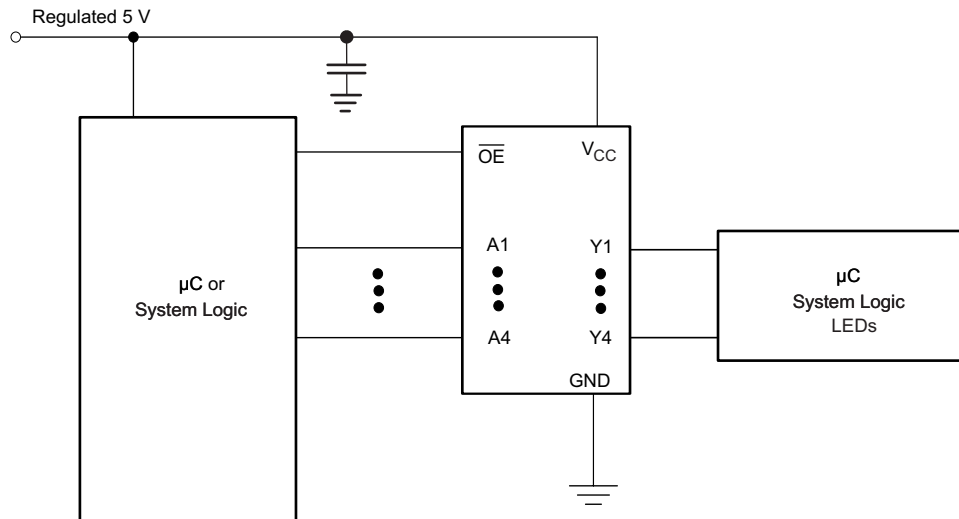 Regulated 5 V
OE
VCC
A1
Y1
µC or
System Logic
µC
System Logic
LEDs
A4
Y4
GND